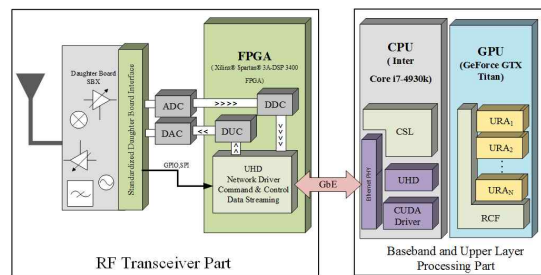 FPGA
( Xilinx® Spartan® 3A-DSP 3400
FPGA)
Daughter Board
SBX
Standardized Daughter Board Interface
ADC
>>>>
DDC
DAC
<<
DUC
GPIO,SPI
UHD
Network Driver
Command & Control
Data Streaming
RF Transceiver Part
GbE
CPU
( Inter
Core i7-4930k)
CSL
Ethernet PHY
UHD
CUDA
Driver
GPU
(GeForce GTX
Titan)
URA1
URA2
URAN
RCF
Baseband and Upper Layer
Processing Part